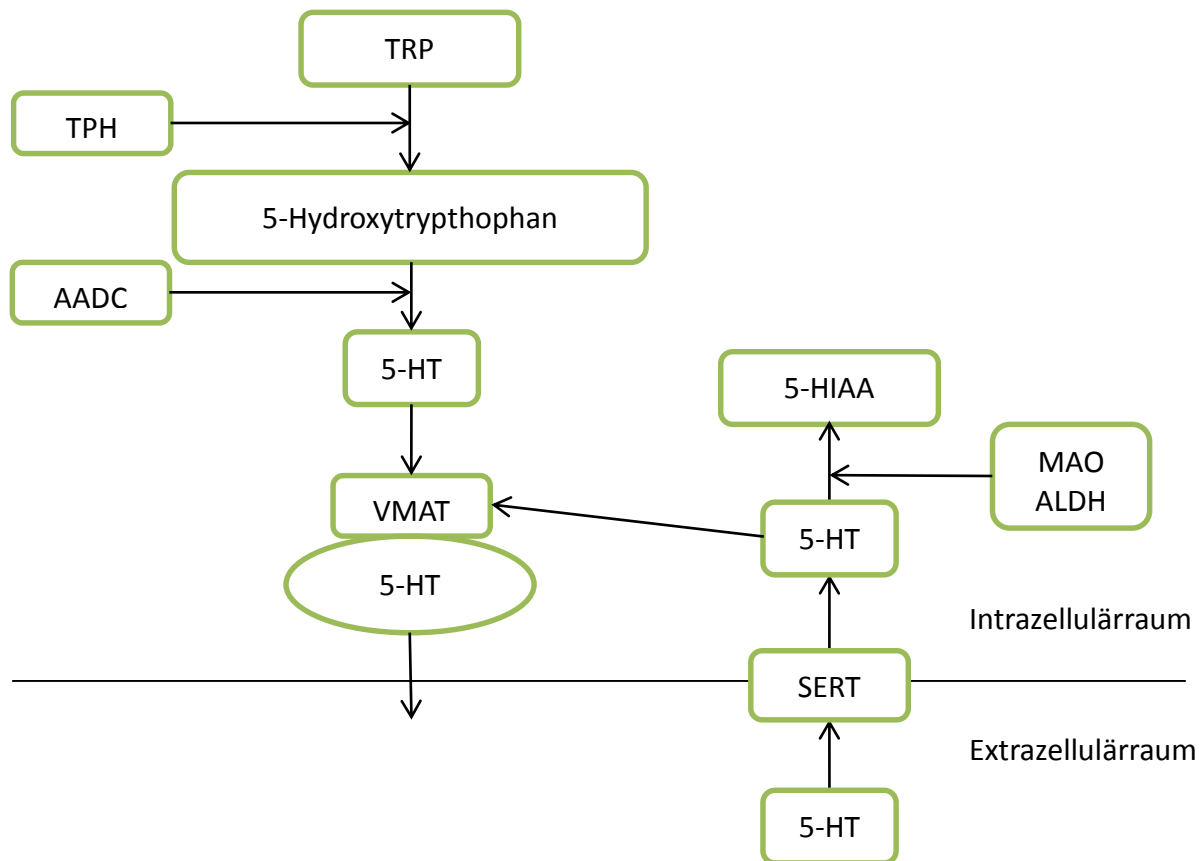 TRP
TPH
5-Hydroxytrypthophan
AADC
5-HT
5-HIAA
MAO
ALDH
VMAT
5-HT
5-HT
Intrazellulärraum
SERT
Extrazellulärraum
5-HT